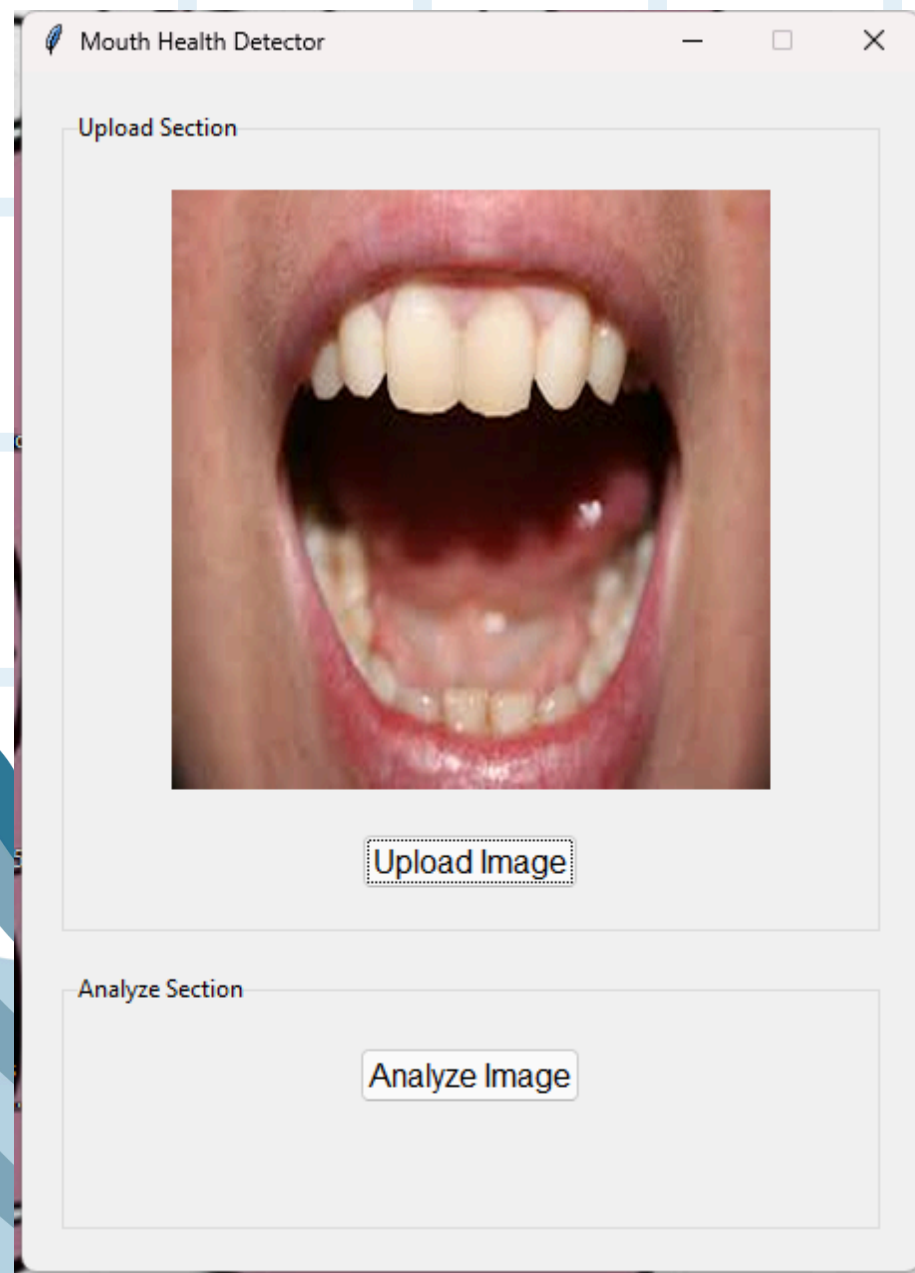 Mouth Health Detector
Upload Section
Upload Image
Analyze Section
Analyze Image